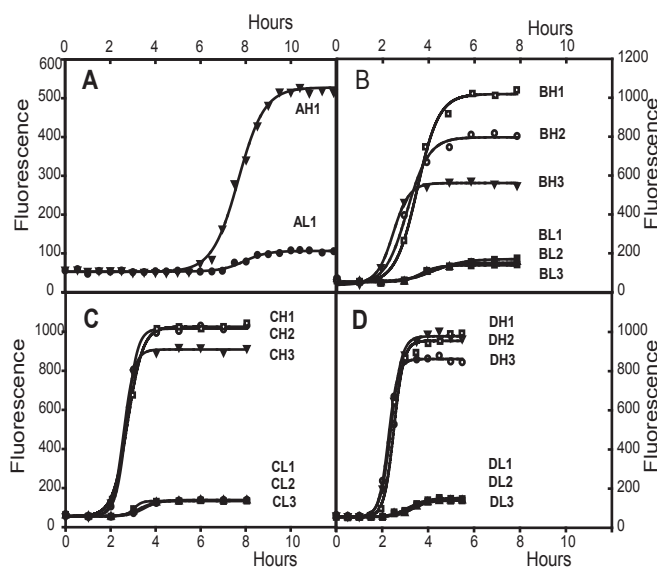 Hours
0 2 4 6 8 10
Hours
0 2 4 6 8 10
600
500
400
300
200
100
0
Fluorescence
A
AH1
AL1
B
BH1
BH2
BH3
BL1
BL2
BL3
1200
1000
800
600
400
200
0
Fluorescence
1000
800
600
400
200
0
Fluorescence
C
CH1
CH2
CH3
CL1
CL2
CL3
0 2 4 6 8 10
Hours
D
DH1
DH2
DH3
DL1
DL2
DL3
1000
800
600
400
200
0
Fluorescence
0 2 4 6 8 10
Hours